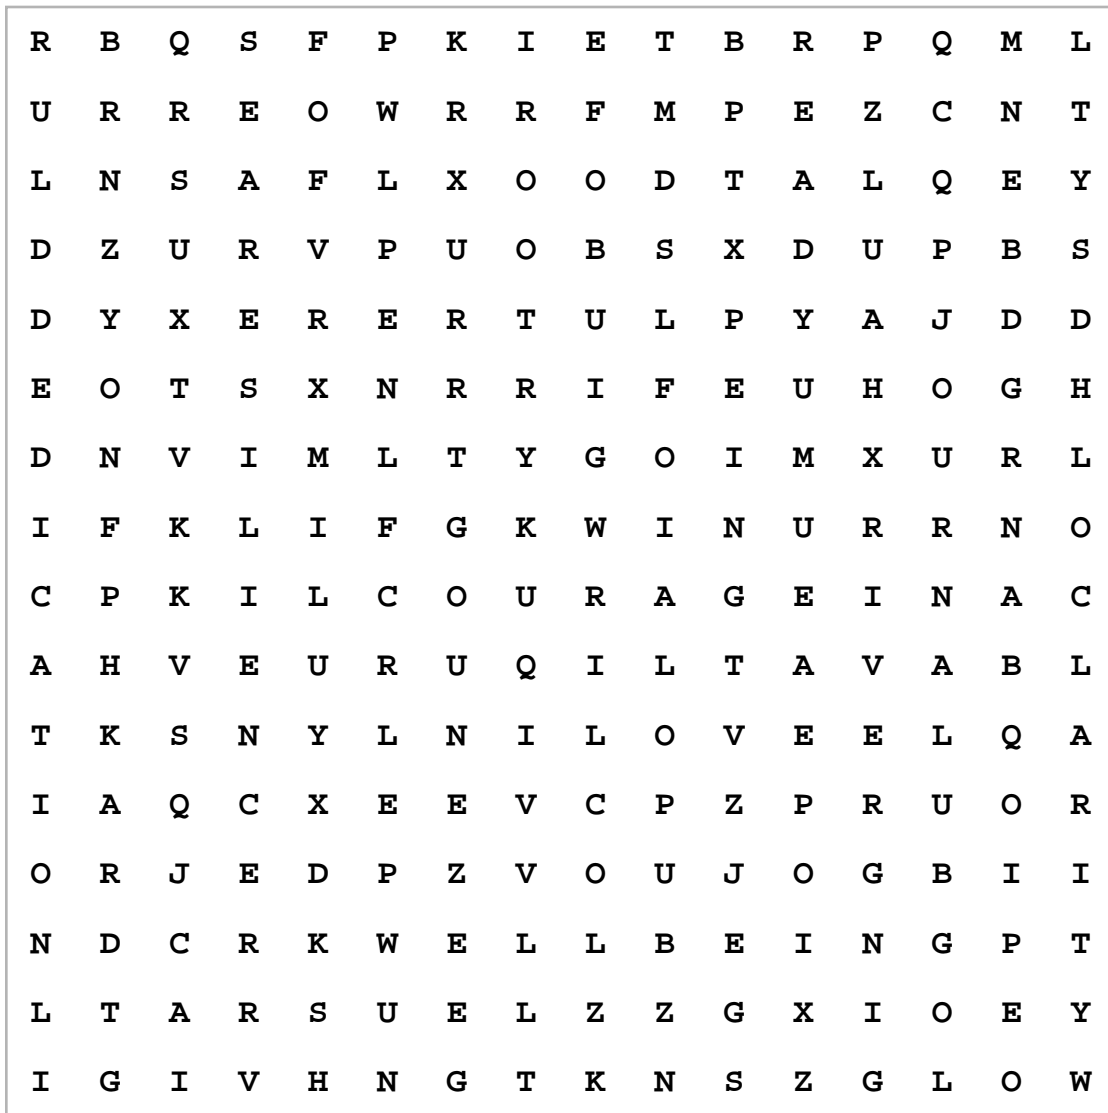 R B Q S F P K I E T B R P Q M L
U R R E O W R R F M P E Z C N T
L N S A F L X O O D T A L Q E Y
D Z U R V P U O B S X D U P B S
D Y X E R E R T U L P Y A J D D
E O T S X N R R I F E U H O G H
D N V I M L T Y G O I M X U R L
I F K L I F G K W I N U R R N O
C P K I L C O U R A G E I N A C
A H V E U R U Q I L T A V A B L
T K S N Y L N I L O V E E L Q A
I A Q C X E E V C P Z P R U O R
O R J E D P Z V O U J O G B I I
N D C R K W E L L B E I N G P T
L T A R S U E L Z Z G X I O E Y
I G I V H N G T K N S Z G L O W